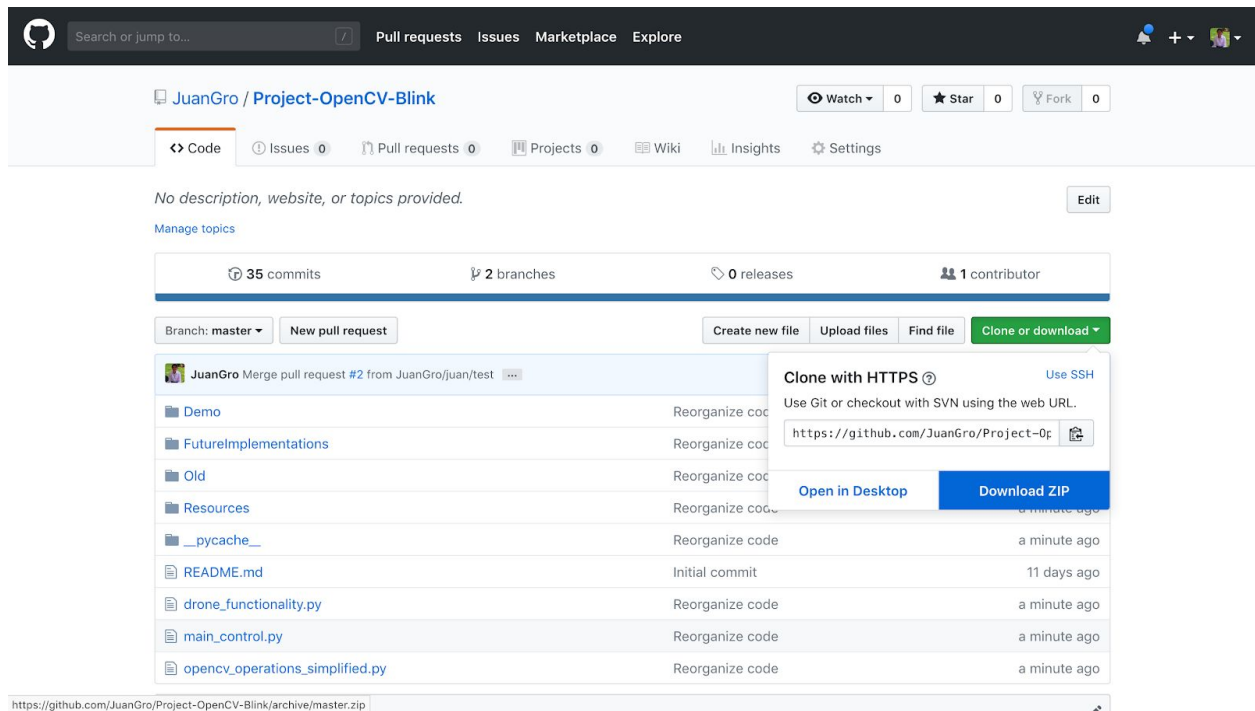 Search or jump to... / Pull requests Issues Marketplace Explore
JuanGro / Project-OpenCV-Blink Watch 0 Star 0 Fork 0
<> Code Issues 0 Pull requests 0 Projects 0 Wiki Insights Settings
No description, website, or topics provided. Edit
Manage topics
35 commits 2 branches 0 releases 1 contributor
Branch: master New pull request Create new file Upload files Find file Clone or download
JuanGro Merge pull request #2 from JuanGro/juan/test ...
Clone with HTTPS ? Use SSH
Use Git or checkout with SVN using the web URL.
https://github.com/JuanGro/Project-Op
Open in Desktop Download ZIP
Demo Reorganize cod
FutureImplementations Reorganize cod
Old Reorganize cod
Resources Reorganize code a minute ago
__pycache__ Reorganize code a minute ago
README.md Initial commit 11 days ago
drone_functionality.py Reorganize code a minute ago
main_control.py Reorganize code a minute ago
opencv_operations_simplified.py Reorganize code a minute ago
https://github.com/JuanGro/Project-OpenCV-Blink/archive/master.zip